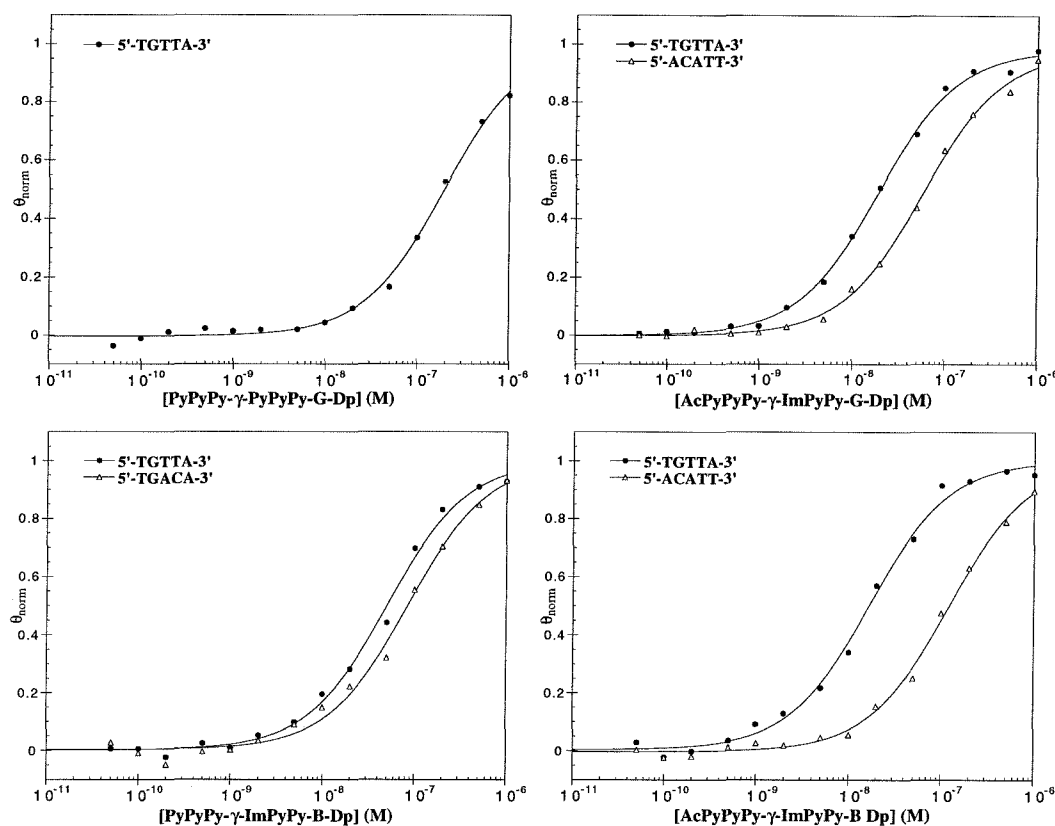 1
0.8
0.6
0.4
0.2
0
θnorm
● 5'-TGTTA-3'
10⁻¹¹ 10⁻¹⁰ 10⁻⁹ 10⁻⁸ 10⁻⁷ 10⁻⁶
[PyPyPy-γ-PyPyPy-G-Dp] (M)
1
0.8
0.6
0.4
0.2
0
θnorm
● 5'-TGTTA-3'
△ 5'-ACATT-3'
10⁻¹¹ 10⁻¹⁰ 10⁻⁹ 10⁻⁸ 10⁻⁷ 10⁻⁶
[AcPyPyPy-γ-ImPyPy-G-Dp] (M)
1
0.8
0.6
0.4
0.2
0
θnorm
● 5'-TGTTA-3'
△ 5'-TGACA-3'
10⁻¹¹ 10⁻¹⁰ 10⁻⁹ 10⁻⁸ 10⁻⁷ 10⁻⁶
[PyPyPy-γ-ImPyPy-B-Dp] (M)
1
0.8
0.6
0.4
0.2
0
θnorm
● 5'-TGTTA-3'
△ 5'-ACATT-3'
10⁻¹¹ 10⁻¹⁰ 10⁻⁹ 10⁻⁸ 10⁻⁷ 10⁻⁶
[AcPyPyPy-γ-ImPyPy-B Dp] (M)